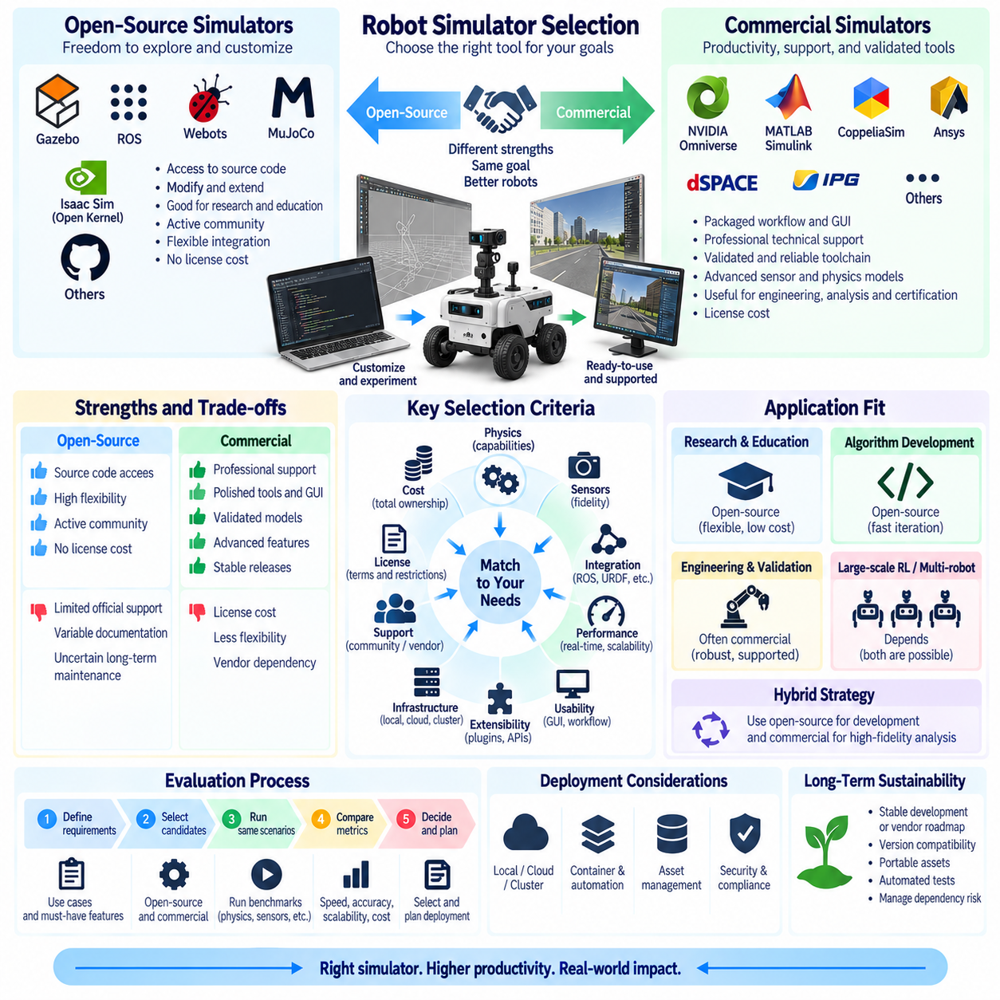 Open-Source Simulators
Freedom to explore and customize
Gazebo
ROS
Webots
MuJoCo
Isaac Sim
(Open Kernel)
Others
• Access to source code
• Modify and extend
• Good for research and education
• Active community
• Flexible integration
• No license cost
Robot Simulator Selection
Choose the right tool for your goals
Open-Source
Commercial
Different strengths
Same goal
Better robots
Customize
and experiment
Ready-to-use
and supported
Commercial Simulators
Productivity, support, and validated tools
NVIDIA
Omniverse
MATLAB
Simulink
CoppeliaSim
Ansys
dSPACE
IPG
Others
• Packaged workflow and GUI
• Professional technical support
• Validated and reliable toolchain
• Advanced sensor and physics models
• Useful for engineering, analysis and certification
• License cost
Strengths and Trade-offs
Open-Source
Source code accees
High flexibility
Active community
No license cost
Limited official support
Variable documentation
Uncertain long-term
maintenance
Commercial
Professional support
Polished tools and GUI
Validated models
Advanced features
Stable releases
License cost
Less flexibility
Vendor dependency
Key Selection Criteria
Physics
(capabilities)
Cost
(total ownership)
Sensors
(fidelity)
License
(terms and restrictions)
Integration
(ROS, URDF, etc.)
Match
to Your
Needs
Support
(community / vendor)
Performance
(real-time, scalability)
Infrastructure
(local, cloud, cluster)
Extensibility
(plugins, APIs)
Usability
(GUI, workflow)
Application Fit
Research & Education
Open-source
(flexible, low cost)
Algorithm Development
</>
Open-source
(fast iteration)
Engineering & Validation
Often commercial
(robust, supported)
Large-scale RL / Multi-robot
Depends
(both are possible)
Hybrid Strategy
Use open-source for development
and commercial for high-fidelity analysis
Evaluation Process
1 Define
requirements
2 Select
candidates
3 Run
same scenarios
4 Compare
metrics
5 Decide
and plan
Use cases
and must-have features
Open-source
and commercial
Run benchmarks
(physics, sensors, etc.)
Speed, accuracy,
scalability, cost
Select and
plan deployment
Deployment Considerations
Local / Cloud
/ Cluster
Container &
automation
Asset
management
Security &
compliance
Long-Term Sustainability
• Stable development
or vendor roadmap
• Version compatibility
• Portable assets
• Automated tests
• Manage dependency risk
Right simulator. Higher productivity. Real-world impact.